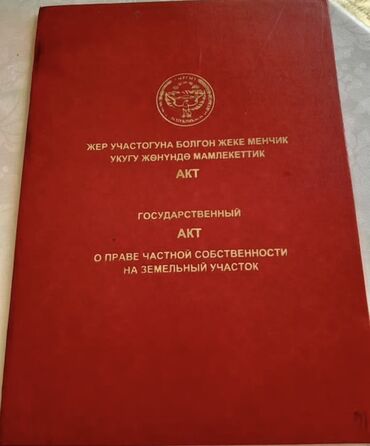 ЖЕР УЧАСТОГУНА БОЛГОН ЖЕКЕ МЕНЧИК
УКУГУ ЖӨНҮНДӨ МАМЛЕКЕТТИК
АКТ
ГОСУДАРСТВЕННЫЙ
АКТ
О ПРАВЕ ЧАСТНОЙ СОБСТВЕННОСТИ
НА ЗЕМЕЛЬНЫЙ УЧАСТОК